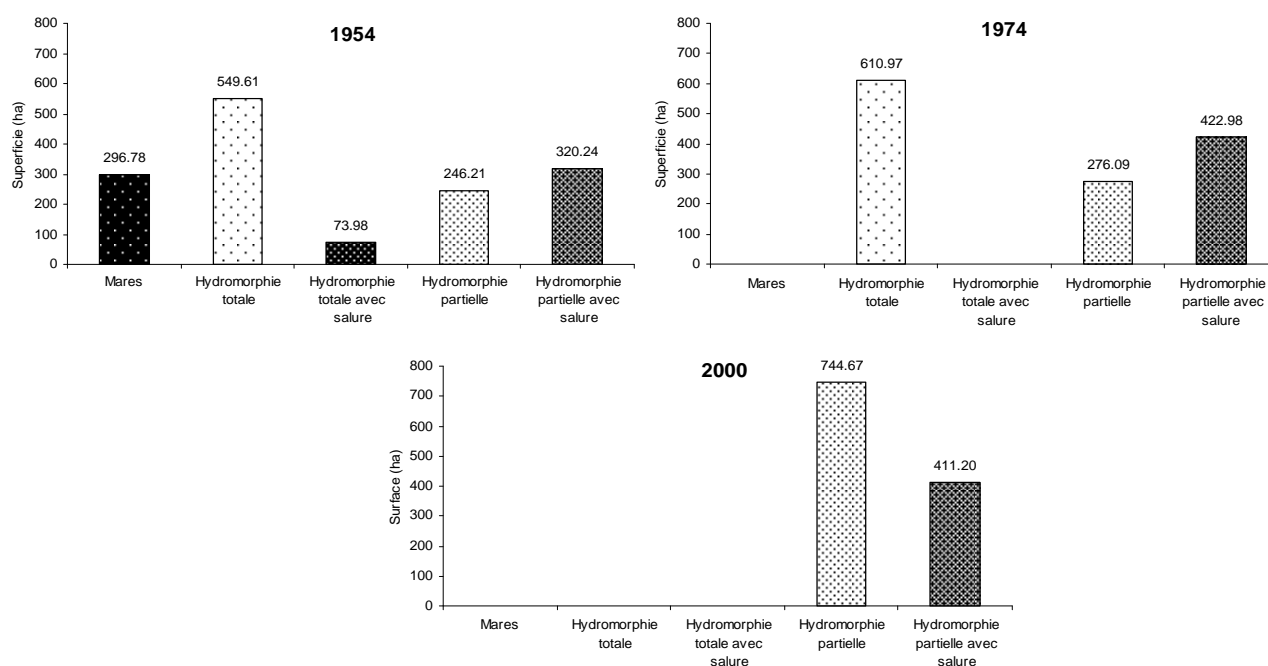 1954
Superficie (ha)
800
700
600
500
400
300
200
100
0
296.78
549.61
73.98
246.21
320.24
Mares
Hydromorphie
totale
Hydromorphie
totale avec
salure
Hydromorphie
partielle
Hydromorphie
partielle avec
salure
1974
Superficie (ha)
800
700
600
500
400
300
200
100
0
610.97
276.09
422.98
Mares
Hydromorphie
totale
Hydromorphie
totale avec
salure
Hydromorphie
partielle
Hydromorphie
partielle avec
salure
2000
Surface (ha)
800
700
600
500
400
300
200
100
0
744.67
411.20
Mares
Hydromorphie
totale
Hydromorphie
totale avec
salure
Hydromorphie
partielle
Hydromorphie
partielle avec
salure